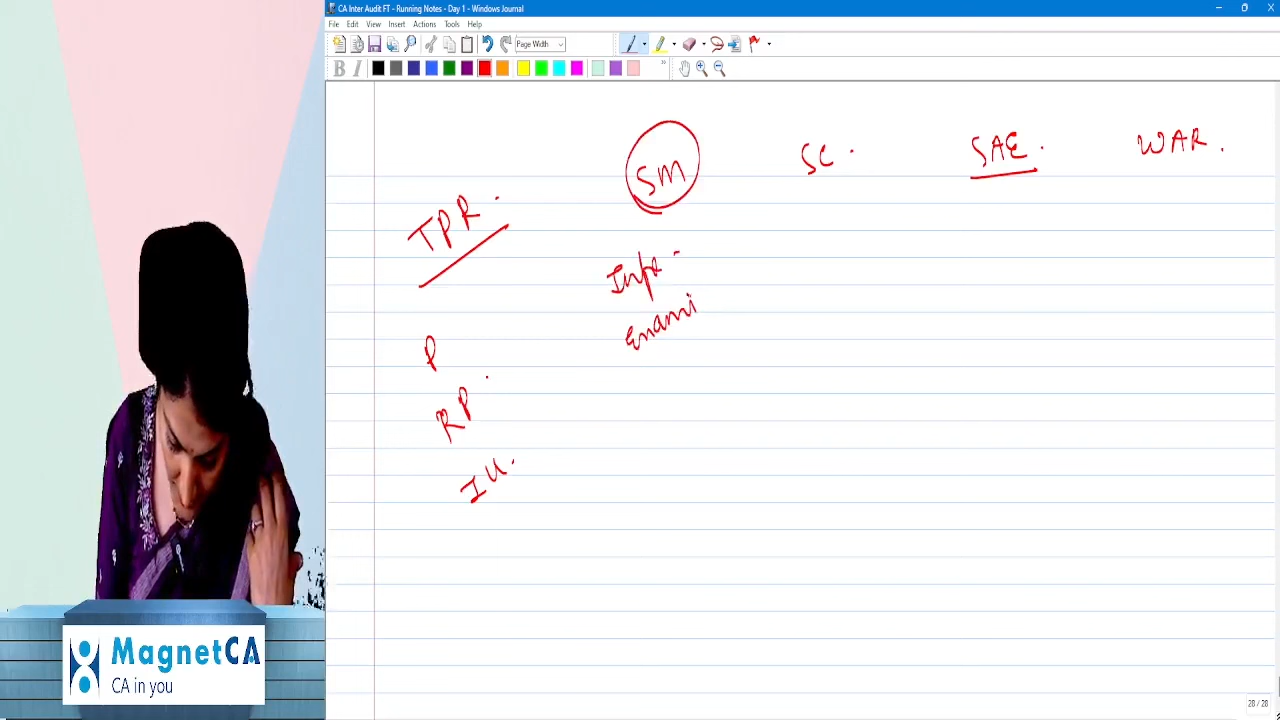 CA Inter Audit FT - Running Notes - Day 1 - Windows Journal
File Edit View Insert Actions Tools Help
Page Width
B I
SM SC. SAE. WAR.
TPR.
Infr -
Enami
P
RP.
IU.
MagnetCA
CA in you
28 / 28